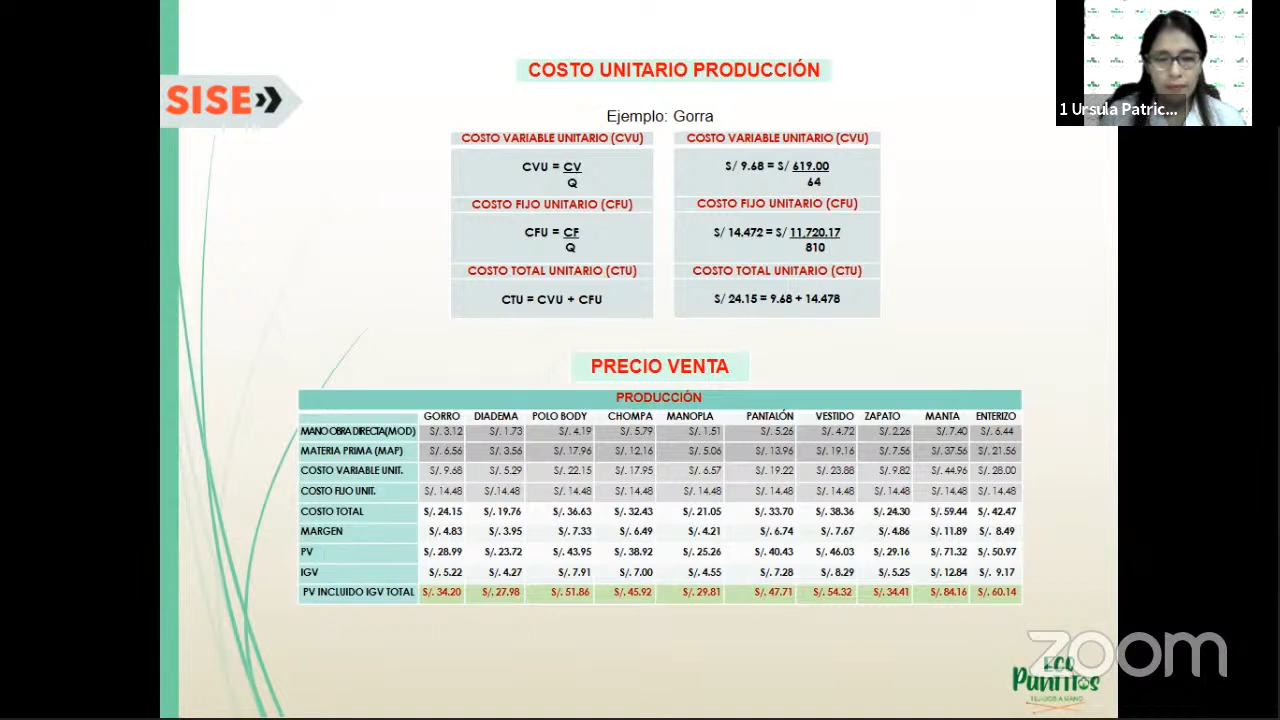 COSTO UNITARIO PRODUCCIÓN
1 Ursula Patric...
SISE
Ejemplo: Gorra
COSTO VARIABLE UNITARIO (CVU) COSTO VARIABLE UNITARIO (CVU)
CVU = CV S/ 9.68 = S/ 619.00
Q 64
COSTO FIJO UNITARIO (CFU) COSTO FIJO UNITARIO (CFU)
CFU = CF S/ 14.472 = S/ 11,720.17
Q 810
COSTO TOTAL UNITARIO (CTU) COSTO TOTAL UNITARIO (CTU)
CTU = CVU + CFU S/ 24.15 = 9.68 + 14.478
PRECIO VENTA
PRODUCCIÓN
GORRO DIADEMA POLO BODY CHOMPA MANOPLA PANTALÓN VESTIDO ZAPATO MANTA ENTERIZO
MANO OBRA DIRECTA(MOD) S/. 3.12 S/. 1.73 S/. 4.19 S/. 5.79 S/. 1.51 S/. 5.26 S/. 4.72 S/. 2.26 S/. 7.40 S/. 6.44
MATERIA PRIMA (MAP) S/. 6.56 S/. 3.56 S/. 17.96 S/. 12.16 S/. 5.06 S/. 13.96 S/. 19.16 S/. 7.56 S/. 37.56 S/. 21.56
COSTO VARIABLE UNIT. S/. 9.68 S/. 5.29 S/. 22.15 S/. 17.95 S/. 6.57 S/. 19.22 S/. 23.88 S/. 9.82 S/. 44.96 S/. 28.00
COSTO FIJO UNIT. S/. 14.48 S/. 14.48 S/. 14.48 S/. 14.48 S/. 14.48 S/. 14.48 S/. 14.48 S/. 14.48 S/. 14.48 S/. 14.48
COSTO TOTAL S/. 24.15 S/. 19.76 S/. 36.63 S/. 32.43 S/. 21.05 S/. 33.70 S/. 38.36 S/. 24.30 S/. 59.44 S/. 42.47
MARGEN S/. 4.83 S/. 3.95 S/. 7.33 S/. 6.49 S/. 4.21 S/. 6.74 S/. 7.67 S/. 4.86 S/. 11.89 S/. 8.49
PV S/. 28.99 S/. 23.72 S/. 43.95 S/. 38.92 S/. 25.26 S/. 40.43 S/. 46.03 S/. 29.16 S/. 71.32 S/. 50.97
IGV S/. 5.22 S/. 4.27 S/. 7.91 S/. 7.00 S/. 4.55 S/. 7.28 S/. 8.29 S/. 5.25 S/. 12.84 S/. 9.17
PV INCLUIDO IGV TOTAL S/. 34.20 S/. 27.98 S/. 51.86 S/. 45.92 S/. 29.81 S/. 47.71 S/. 54.32 S/. 34.41 S/. 84.16 S/. 60.14
zoom
ECO
Puntitos
TEJIDOS A MANO